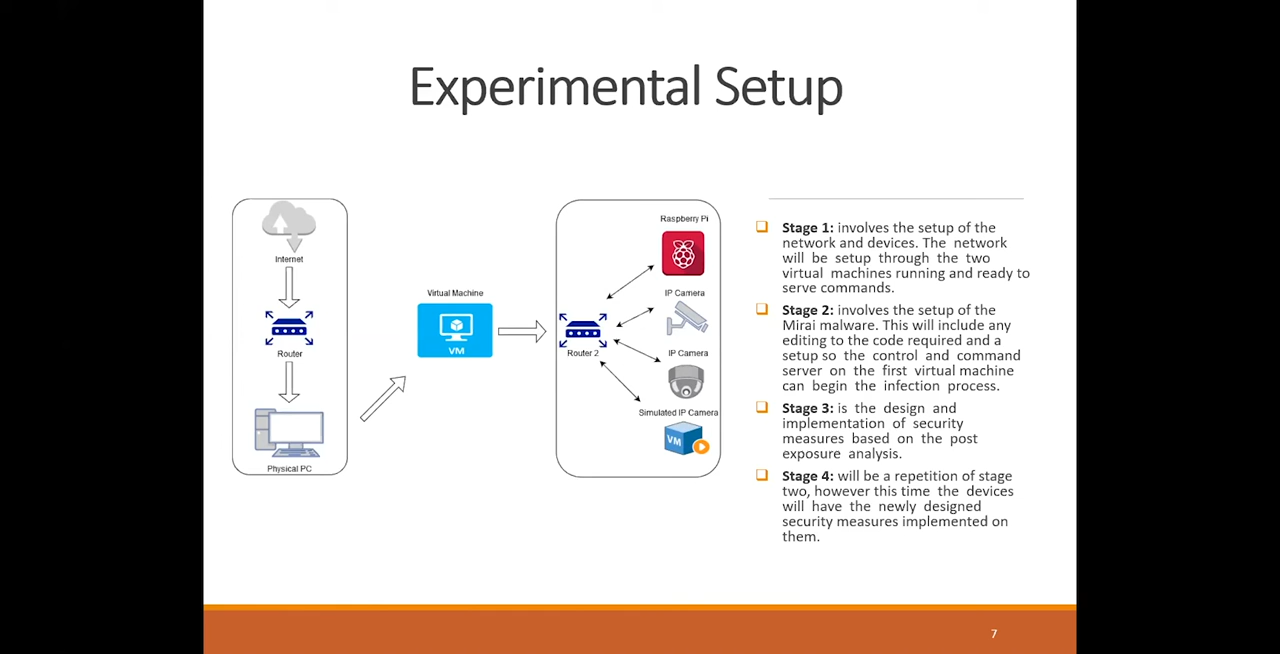 Experimental Setup
Internet
Router
Physical PC
Virtual Machine
VM
Router 2
Raspberry Pi
IP Camera
IP Camera
Simulated IP Camera
VM
Stage 1: involves the setup of the
network and devices. The network
will be setup through the two
virtual machines running and ready to
serve commands.
Stage 2: involves the setup of the
Mirai malware. This will include any
editing to the code required and a
setup so the control and command
server on the first virtual machine
can begin the infection process.
Stage 3: is the design and
implementation of security
measures based on the post
exposure analysis.
Stage 4: will be a repetition of stage
two, however this time the devices
will have the newly designed
security measures implemented on
them.
7